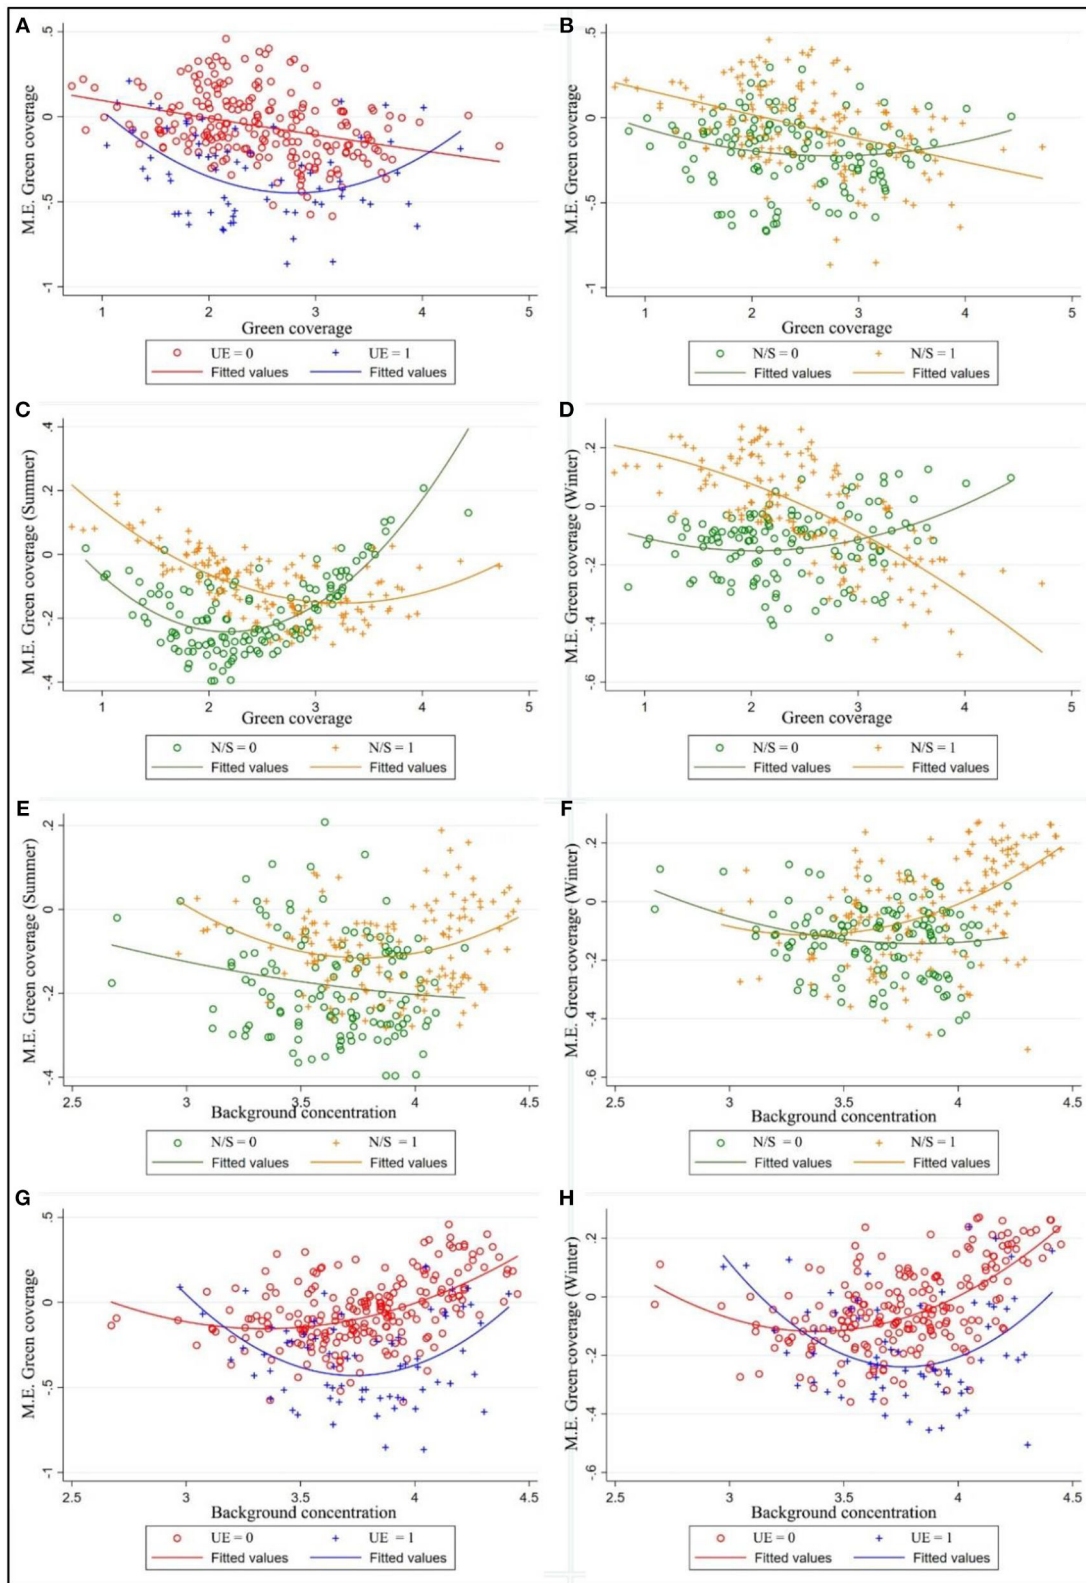 A
M.E. Green coverage
.5
0
-.5
-1
1 2 3 4 5
Green coverage
UE = 0 UE = 1
Fitted values Fitted values
B
M.E. Green coverage
.5
0
-.5
-1
1 2 3 4 5
Green coverage
N/S = 0 N/S = 1
Fitted values Fitted values
C
M.E. Green coverage (Summer)
.4
.2
0
-.2
-.4
1 2 3 4 5
Green coverage
N/S = 0 N/S = 1
Fitted values Fitted values
D
M.E. Green coverage (Winter)
.2
0
-.2
-.4
-.6
1 2 3 4 5
Green coverage
N/S = 0 N/S = 1
Fitted values Fitted values
E
M.E. Green coverage (Summer)
.2
0
-.2
-.4
2.5 3 3.5 4 4.5
Background concentration
N/S = 0 N/S = 1
Fitted values Fitted values
F
M.E. Green coverage (Winter)
.2
0
-.2
-.4
-.6
2.5 3 3.5 4 4.5
Background concentration
N/S = 0 N/S = 1
Fitted values Fitted values
G
M.E. Green coverage
.5
0
-.5
-1
2.5 3 3.5 4 4.5
Background concentration
UE = 0 UE = 1
Fitted values Fitted values
H
M.E. Green coverage (Winter)
.2
0
-.2
-.4
-.6
2.5 3 3.5 4 4.5
Background concentration
UE = 0 UE = 1
Fitted values Fitted values